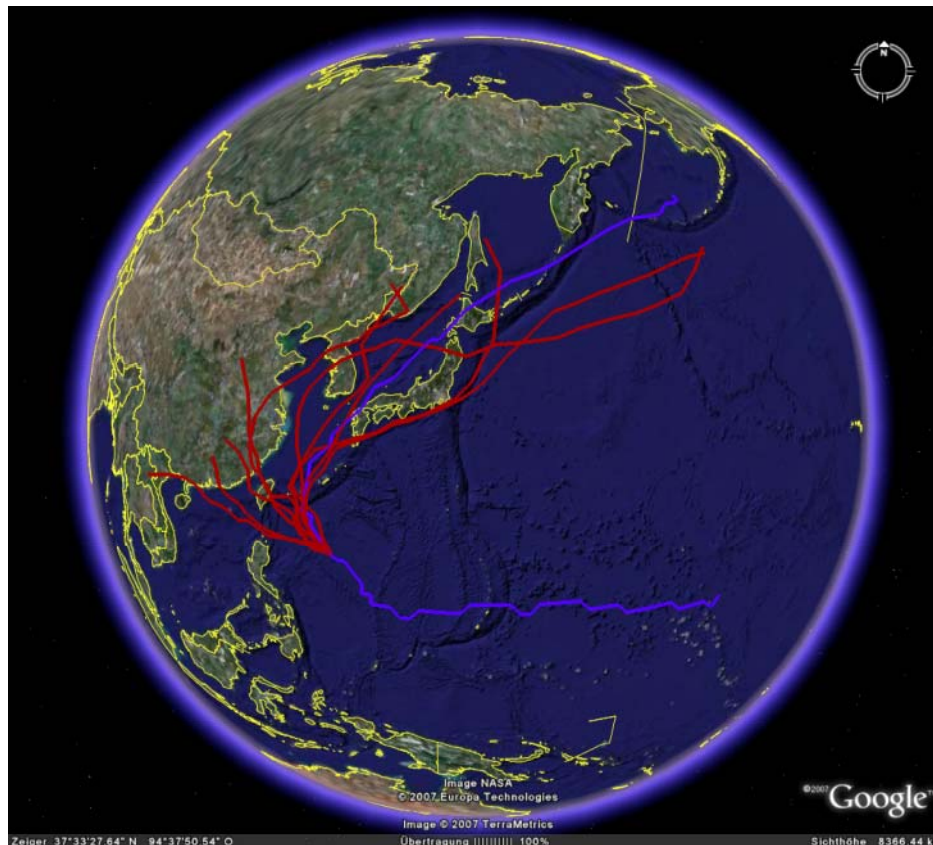 N
Image NASA
© 2007 Europa Technologies
Image © 2007 TerraMetrics
©2007 Google™
Zeiger 37°33'27.64" N 94°37'50.54" O Übertragung |||||||||| 100% Sichthöhe 8366.44 k